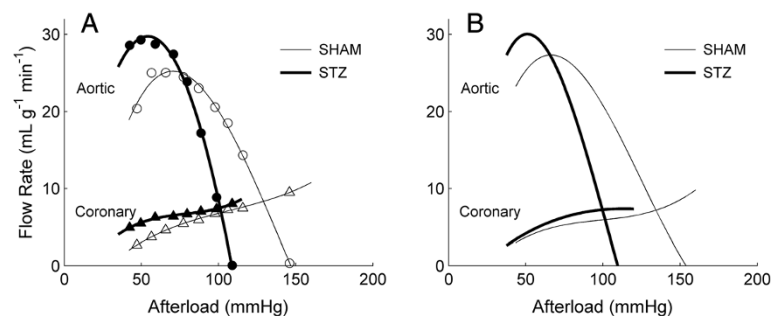 A
B
30
20
10
0
Flow Rate (mL g⁻¹ min⁻¹)
Aortic
Coronary
SHAM
STZ
0 50 100 150 200
Afterload (mmHg)
30
20
10
0
Aortic
Coronary
SHAM
STZ
0 50 100 150 200
Afterload (mmHg)